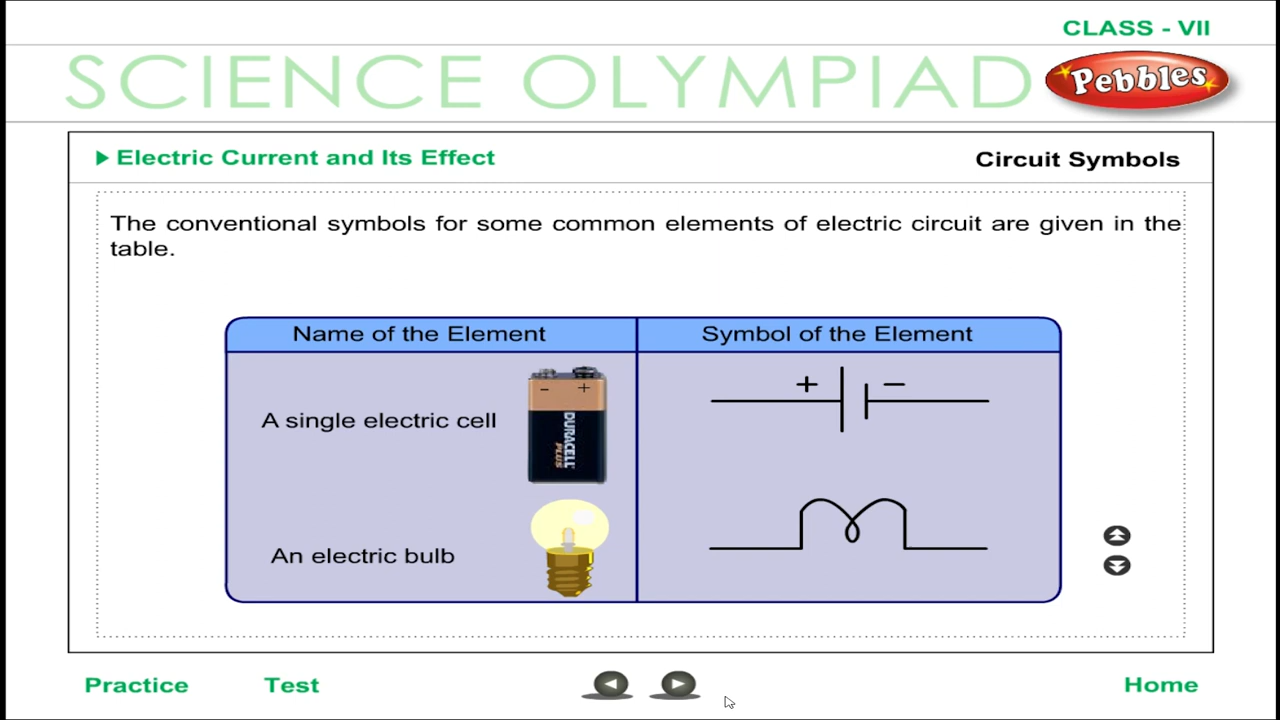 CLASS - VII
SCIENCE OLYMPIAD
Pebbles
Electric Current and Its Effect
Circuit Symbols
The conventional symbols for some common elements of electric circuit are given in the
table.
Name of the Element
Symbol of the Element
- +
DURACELL
PLUS
A single electric cell
+ −
An electric bulb
Practice
Test
Home